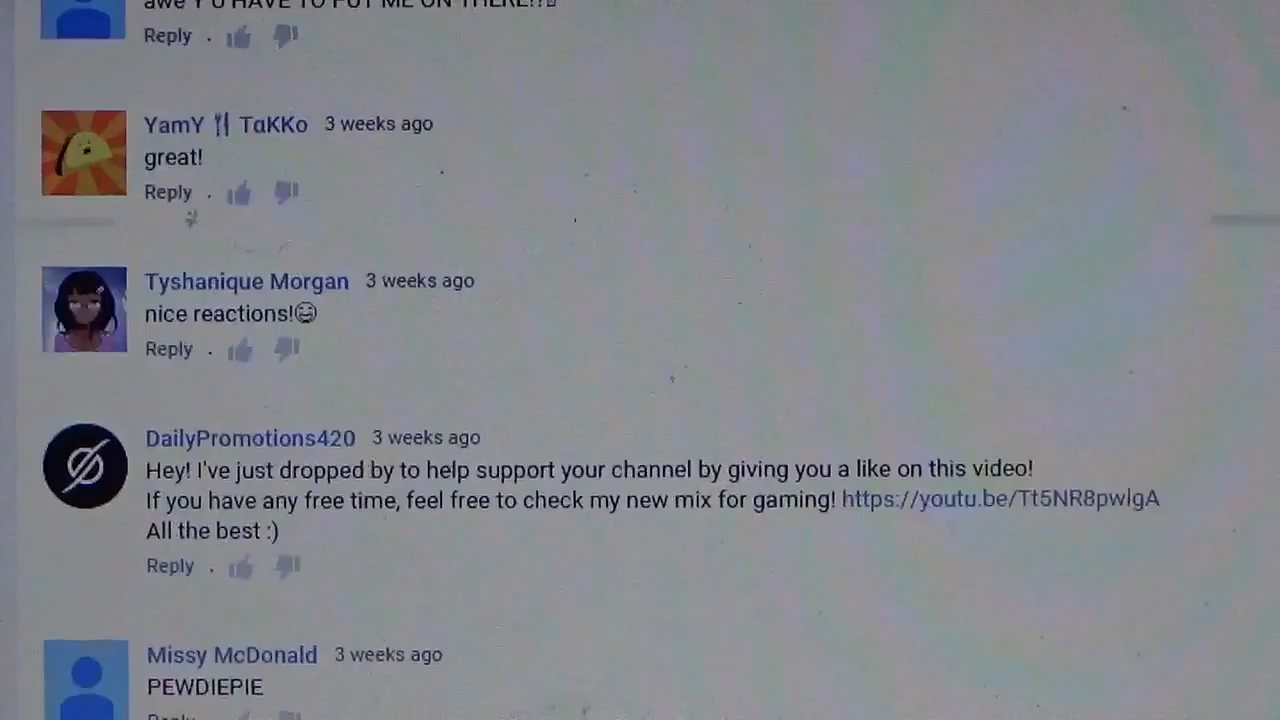 awe Y U HAVE TO PUT ME ON THERE!?
Reply .
YamY TαKKo 3 weeks ago
great!
Reply .
Tyshanique Morgan 3 weeks ago
nice reactions!😄
Reply .
DailyPromotions420 3 weeks ago
Hey! I've just dropped by to help support your channel by giving you a like on this video!
If you have any free time, feel free to check my new mix for gaming! https://youtu.be/Tt5NR8pwlgA
All the best :)
Reply .
Missy McDonald 3 weeks ago
PEWDIEPIE
Reply